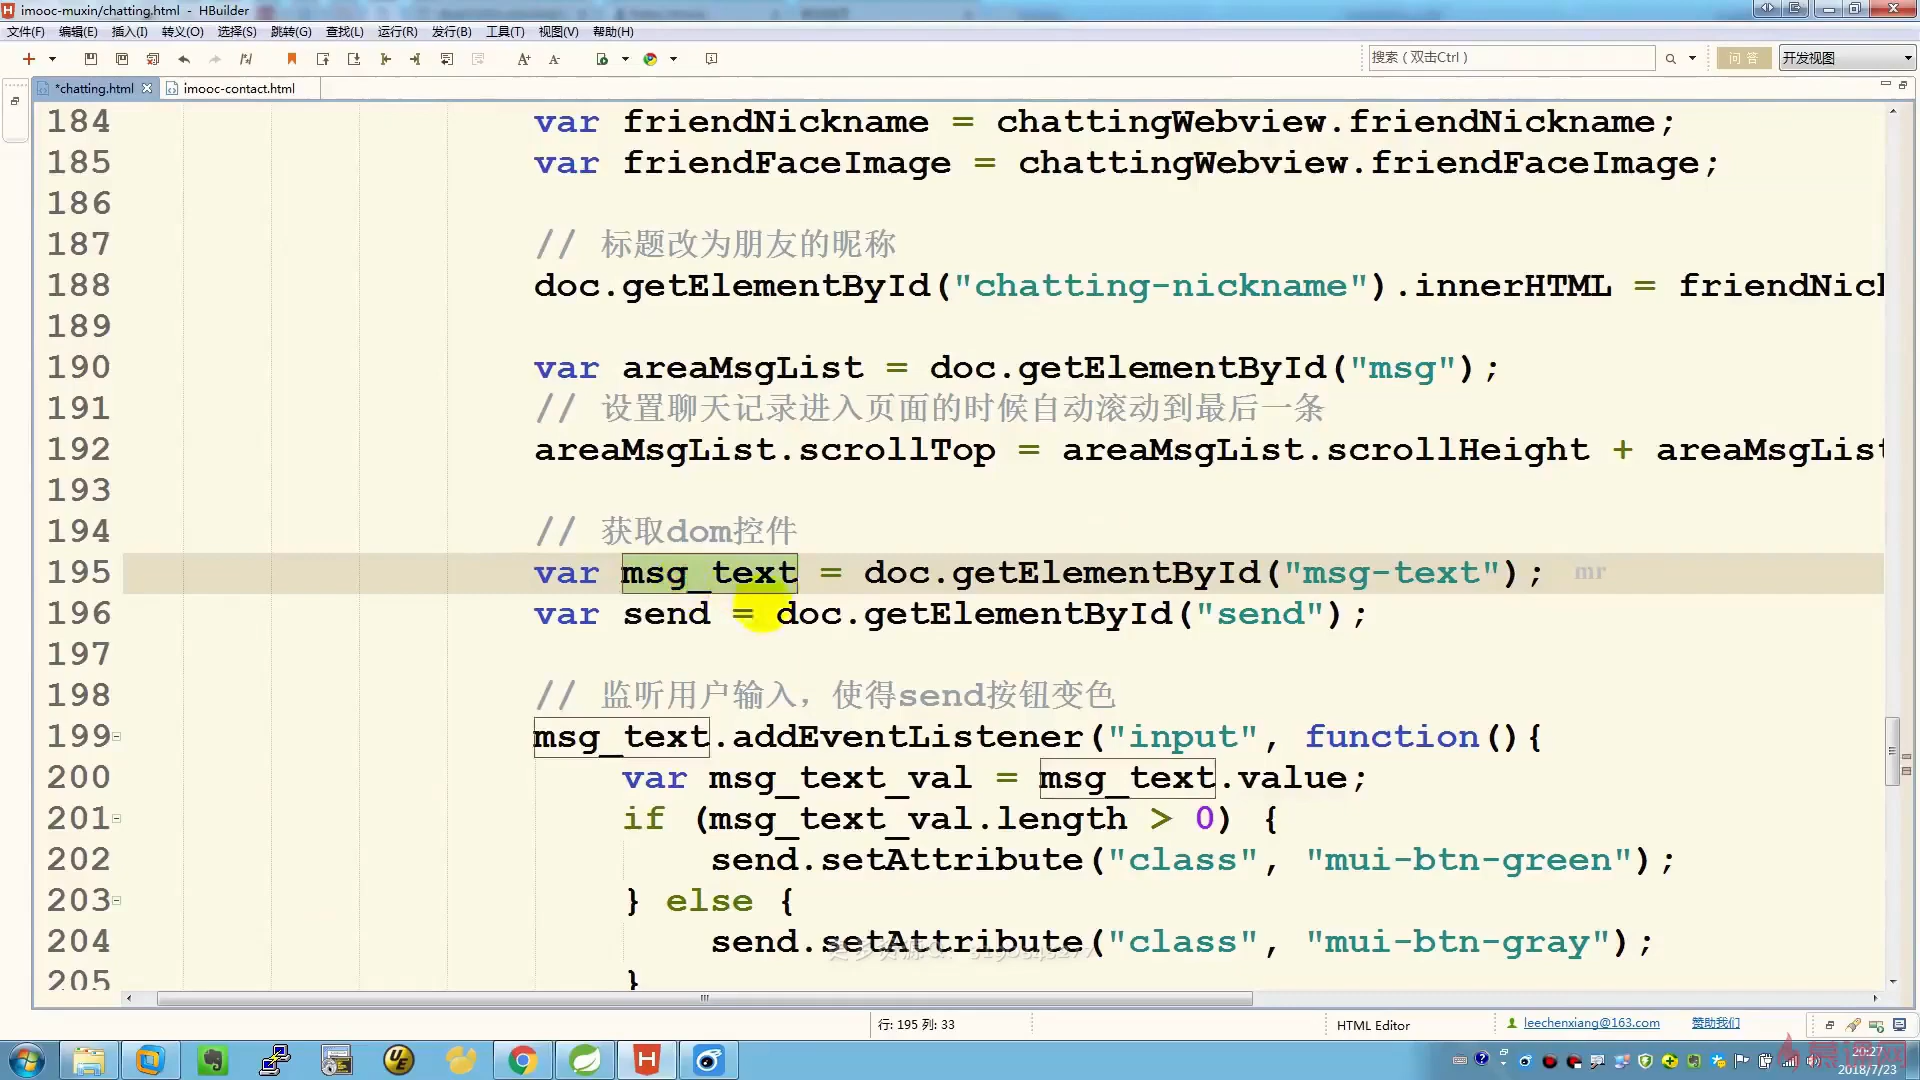 imooc-muxin/chatting.html - HBuilder
文件(F) 编辑(E) 插入(I) 转义(O) 选择(S) 跳转(G) 查找(L) 运行(R) 发行(B) 工具(T) 视图(V) 帮助(H)
搜索（双击Ctrl） 问 答 开发视图
*chatting.html imooc-contact.html
184 var friendNickname = chattingWebview.friendNickname;
185 var friendFaceImage = chattingWebview.friendFaceImage;
186
187 // 标题改为朋友的昵称
188 doc.getElementById("chatting-nickname").innerHTML = friendNick
189
190 var areaMsgList = doc.getElementById("msg");
191 // 设置聊天记录进入页面的时候自动滚动到最后一条
192 areaMsgList.scrollTop = areaMsgList.scrollHeight + areaMsgList
193
194 // 获取dom控件
195 var msg_text = doc.getElementById("msg-text"); mr
196 var send = doc.getElementById("send");
197
198 // 监听用户输入，使得send按钮变色
199 msg_text.addEventListener("input", function(){
200 var msg_text_val = msg_text.value;
201 if (msg_text_val.length > 0) {
202 send.setAttribute("class", "mui-btn-green");
203 } else {
204 send.setAttribute("class", "mui-btn-gray");
205 }
行: 195 列: 33 HTML Editor leechenxiang@163.com 赞助我们
20:27
2018/7/23
慕课网